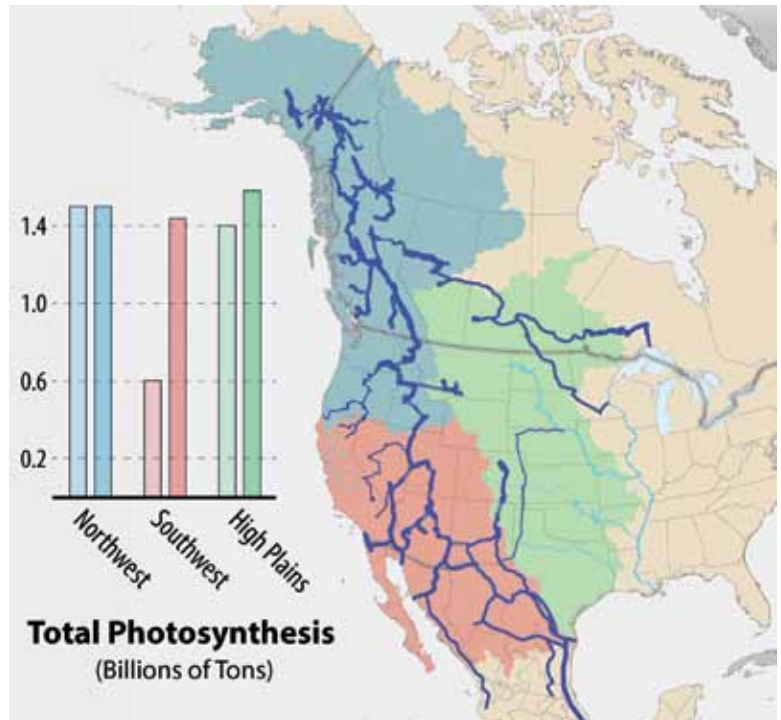 1.4
1.0
0.6
0.2
Northwest
Southwest
High Plains
Total Photosynthesis
(Billions of Tons)